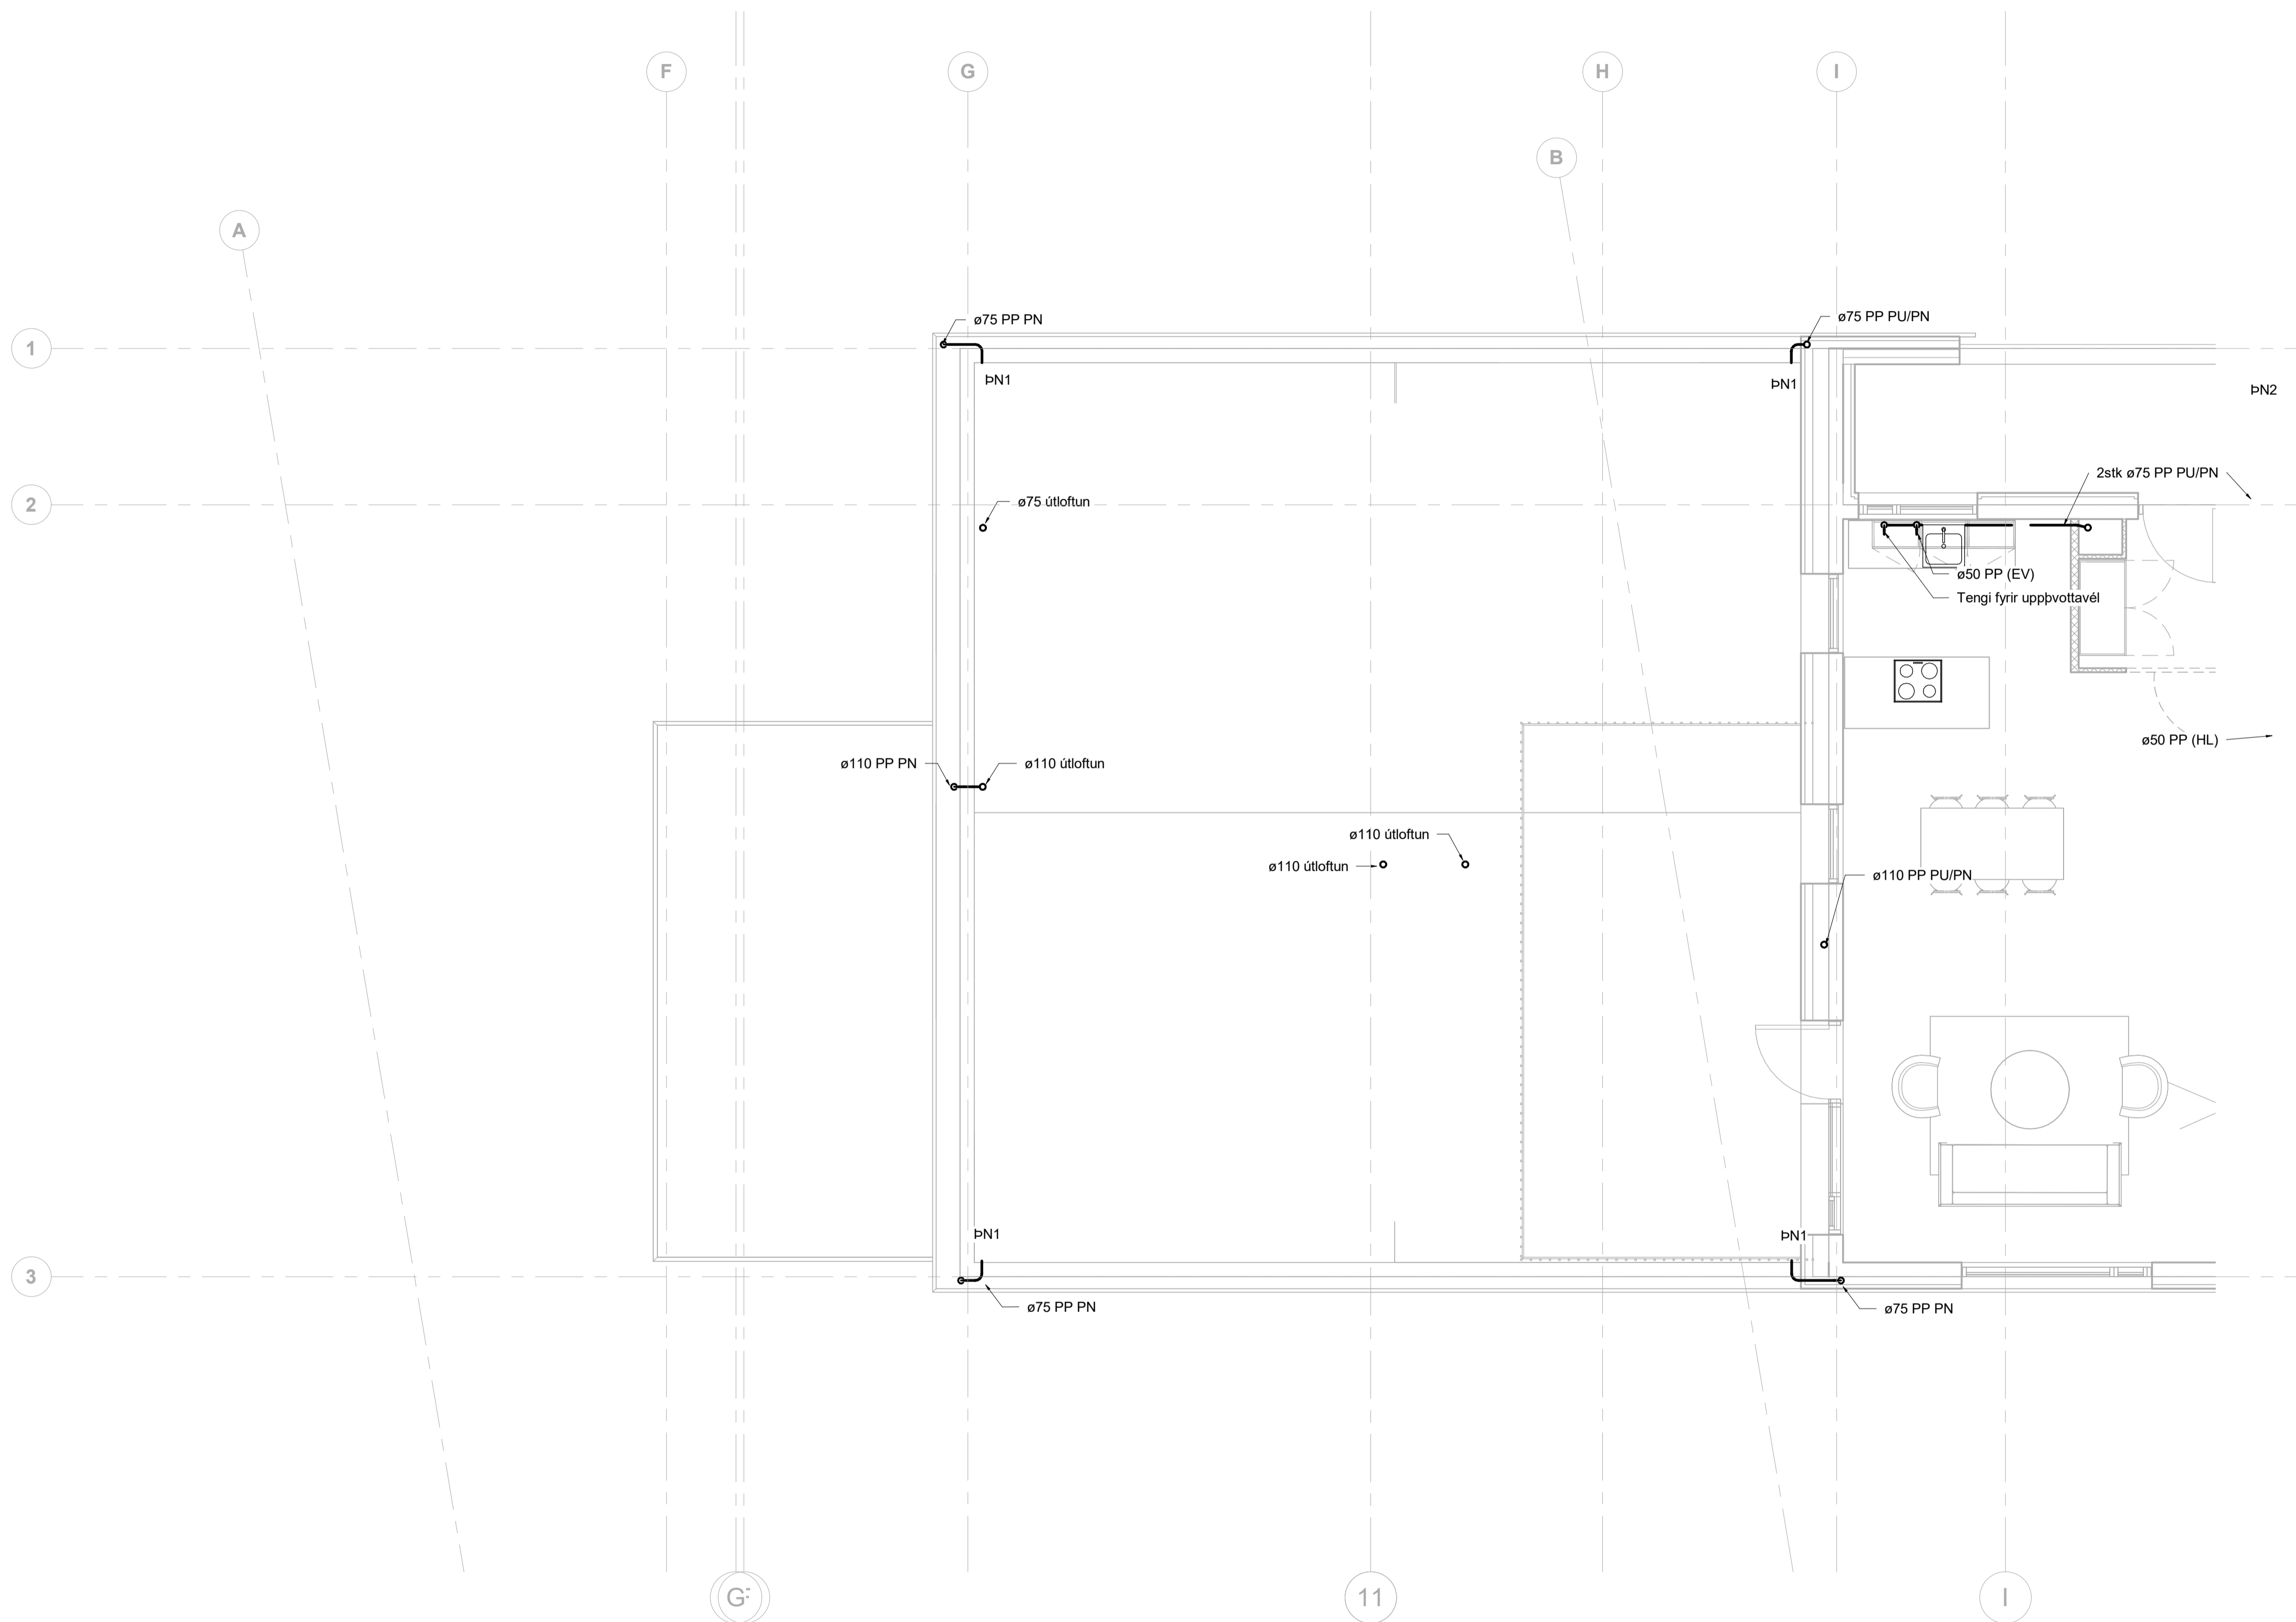 F
G
H
I
B
A
ø75 PP PN
ø75 PP PU/PN
1
ÞN1
ÞN1
ÞN2
2stk ø75 PP PU/PN
2
ø75 útloftun
ø50 PP (EV)
Tengi fyrir uppþvottavél
ø50 PP (HL)
ø110 PP PN
ø110 útloftun
ø110 útloftun
ø110 útloftun
ø110 PP PU/PN
ÞN1
ÞN1
3
ø75 PP PN
ø75 PP PN
G
11
I